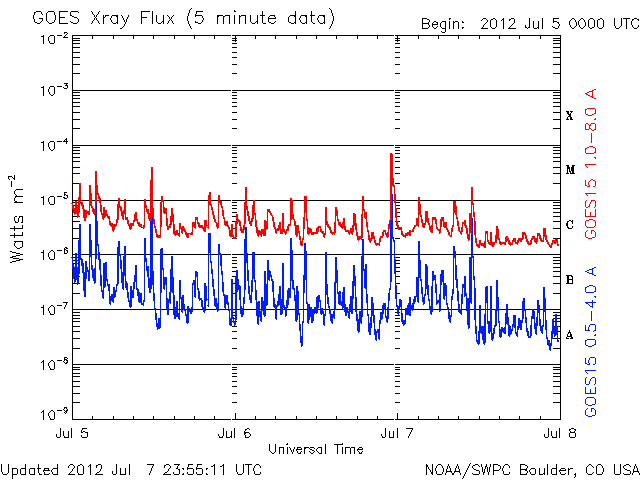 GOES Xray Flux (5 minute data)
Begin: 2012 Jul 5 0000 UTC
10⁻²
10⁻³
10⁻⁴
10⁻⁵
10⁻⁶
10⁻⁷
10⁻⁸
10⁻⁹
Watts m⁻²
X
M
C
B
A
GOES15 1.0-8.0 A
GOES15 0.5-4.0 A
Jul 5
Jul 6
Jul 7
Jul 8
Universal Time
Updated 2012 Jul 7 23:55:11 UTC
NOAA/SWPC Boulder, CO USA